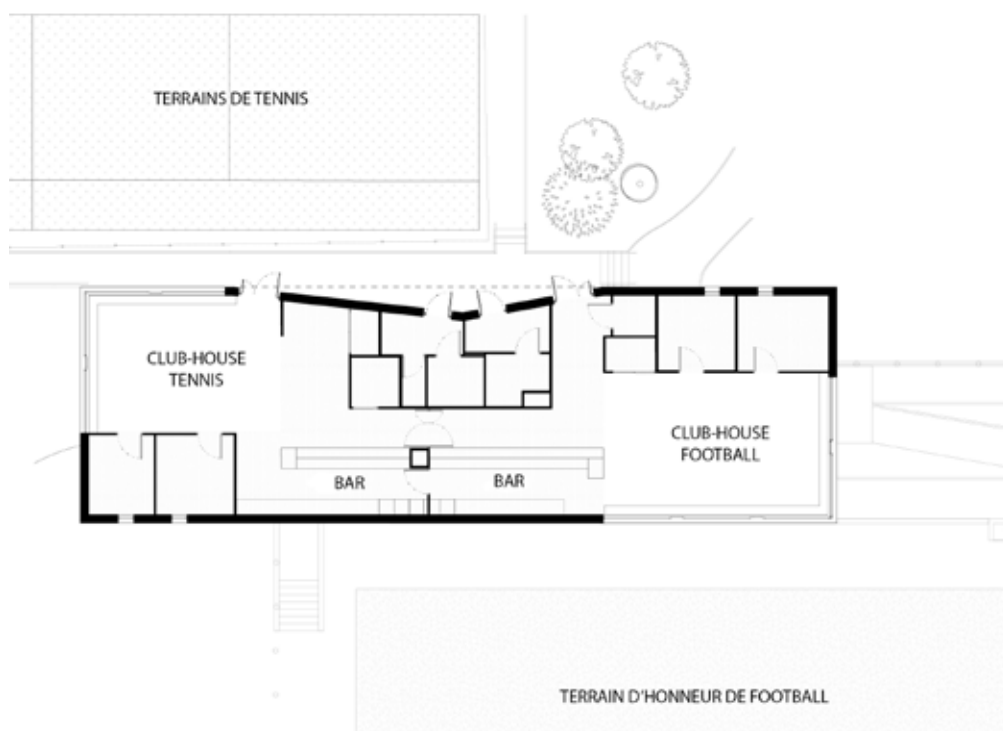 TERRAINS DE TENNIS
CLUB-HOUSE
TENNIS
CLUB-HOUSE
FOOTBALL
BAR
BAR
TERRAIN D'HONNEUR DE FOOTBALL